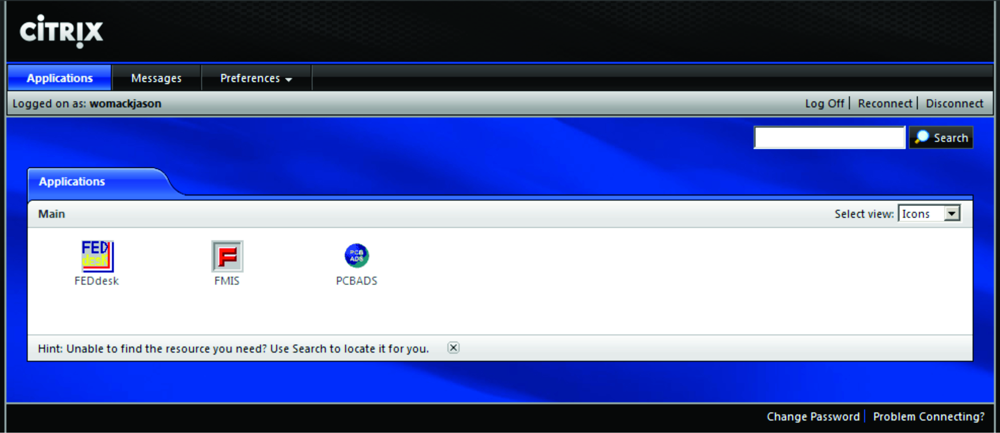 CiTRIX
Applications Messages Preferences
Logged on as: womackjason Log Off | Reconnect | Disconnect
Search
Applications
Main Select view: Icons
FED
desK
F
PCB
ADS
FEDdesk FMIS PCBADS
Hint: Unable to find the resource you need? Use Search to locate it for you.
Change Password | Problem Connecting?